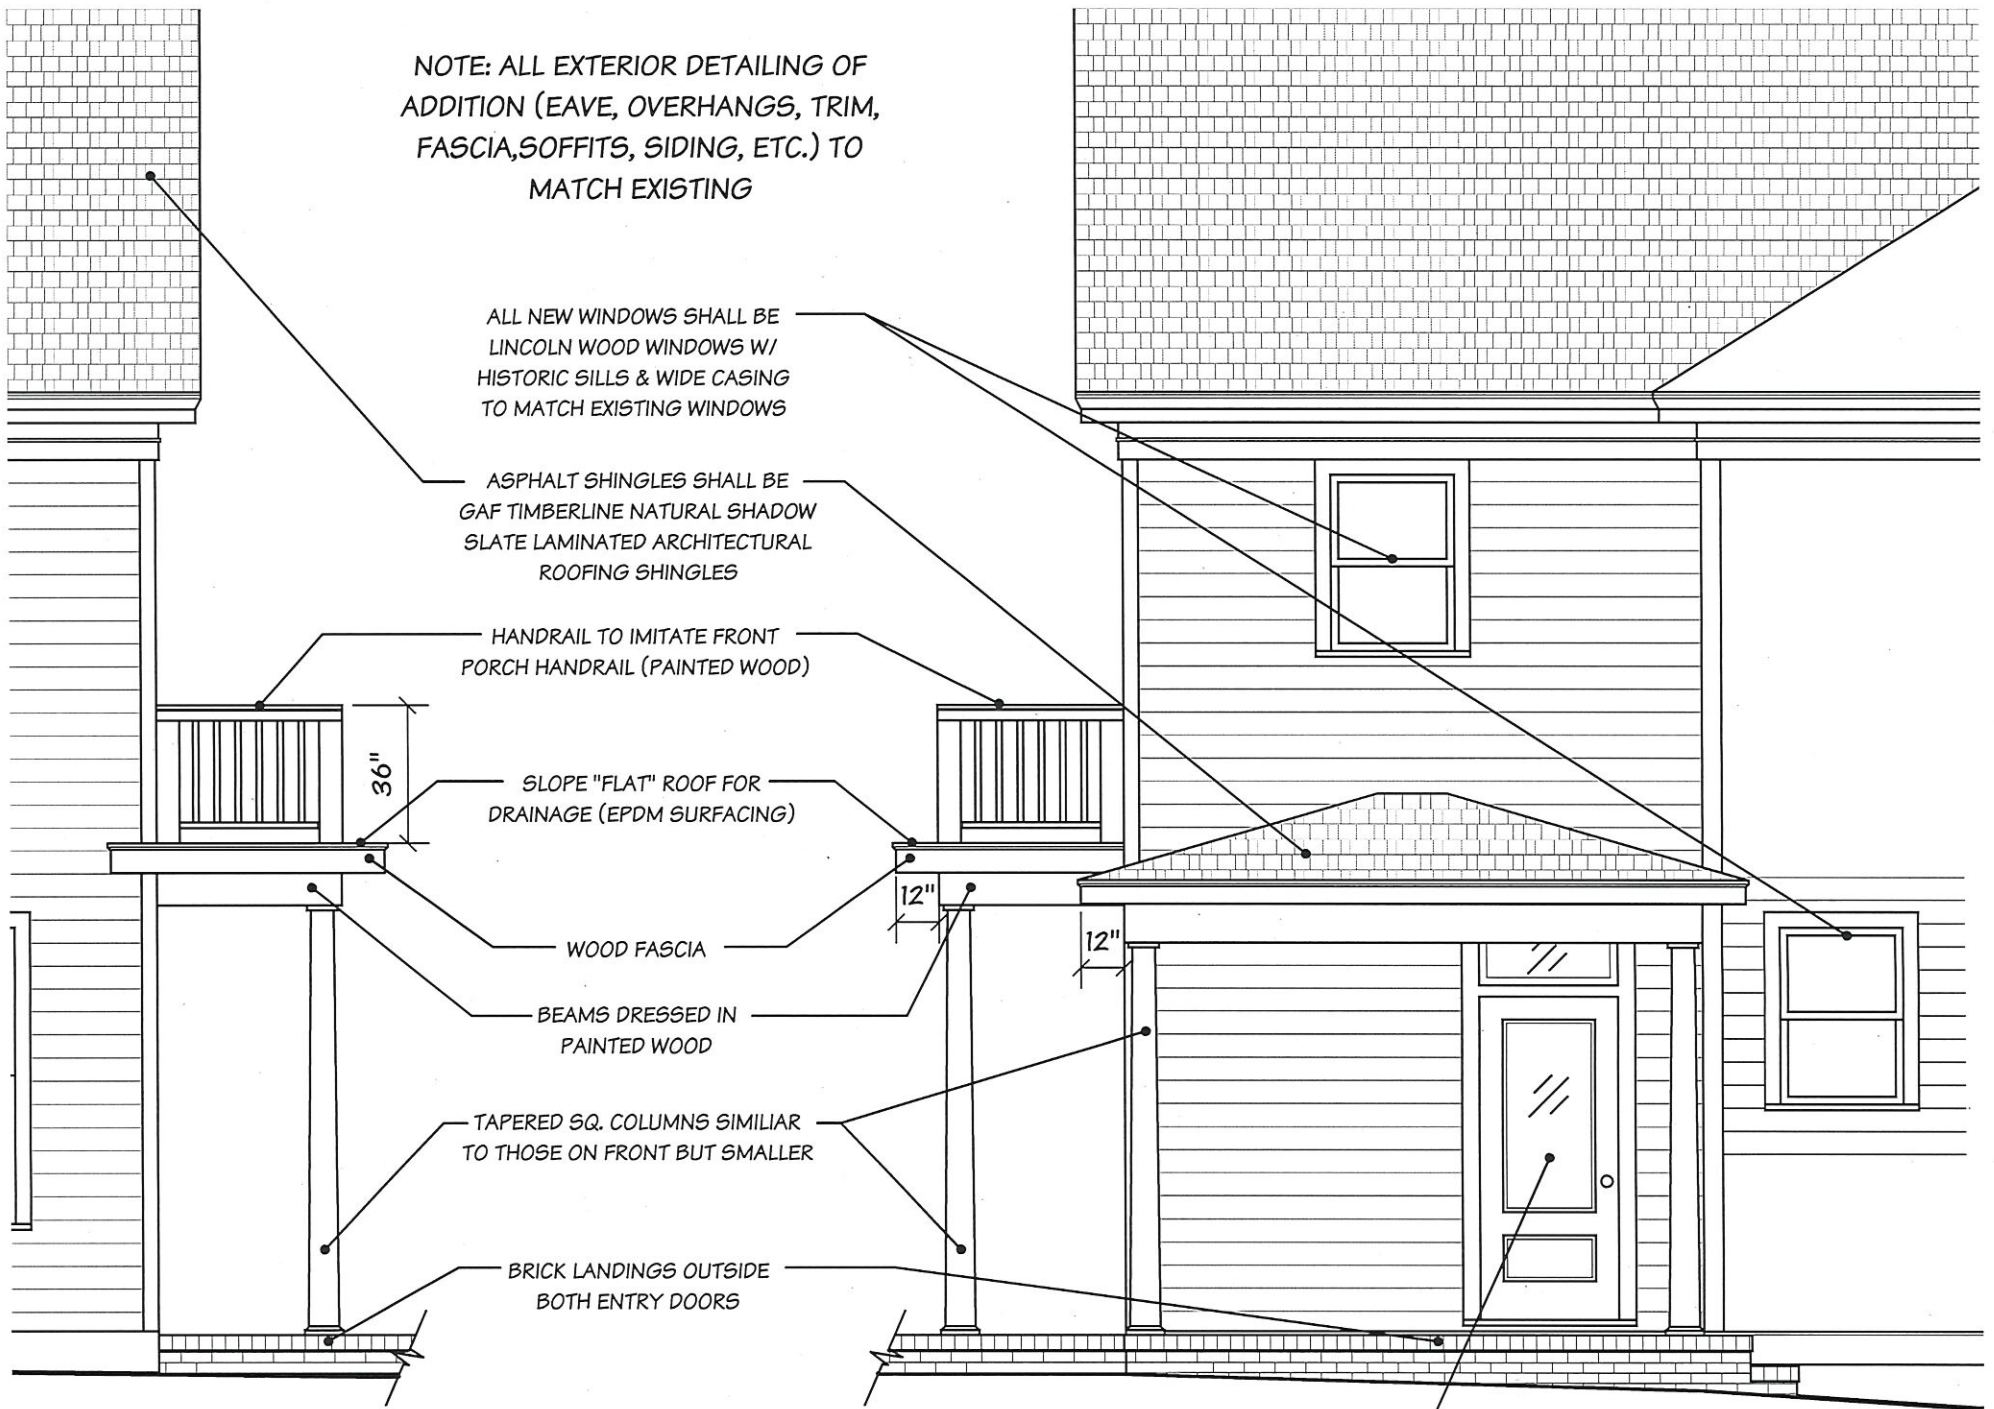 NOTE: ALL EXTERIOR DETAILING OF
ADDITION (EAVE, OVERHANGS, TRIM,
FASCIA,SOFFITS, SIDING, ETC.) TO
MATCH EXISTING
ALL NEW WINDOWS SHALL BE
LINCOLN WOOD WINDOWS W/
HISTORIC SILLS & WIDE CASING
TO MATCH EXISTING WINDOWS
ASPHALT SHINGLES SHALL BE
GAF TIMBERLINE NATURAL SHADOW
SLATE LAMINATED ARCHITECTURAL
ROOFING SHINGLES
HANDRAIL TO IMITATE FRONT
PORCH HANDRAIL (PAINTED WOOD)
36"
SLOPE "FLAT" ROOF FOR
DRAINAGE (EPDM SURFACING)
12"
12"
WOOD FASCIA
BEAMS DRESSED IN
PAINTED WOOD
TAPERED SQ. COLUMNS SIMILIAR
TO THOSE ON FRONT BUT SMALLER
BRICK LANDINGS OUTSIDE
BOTH ENTRY DOORS